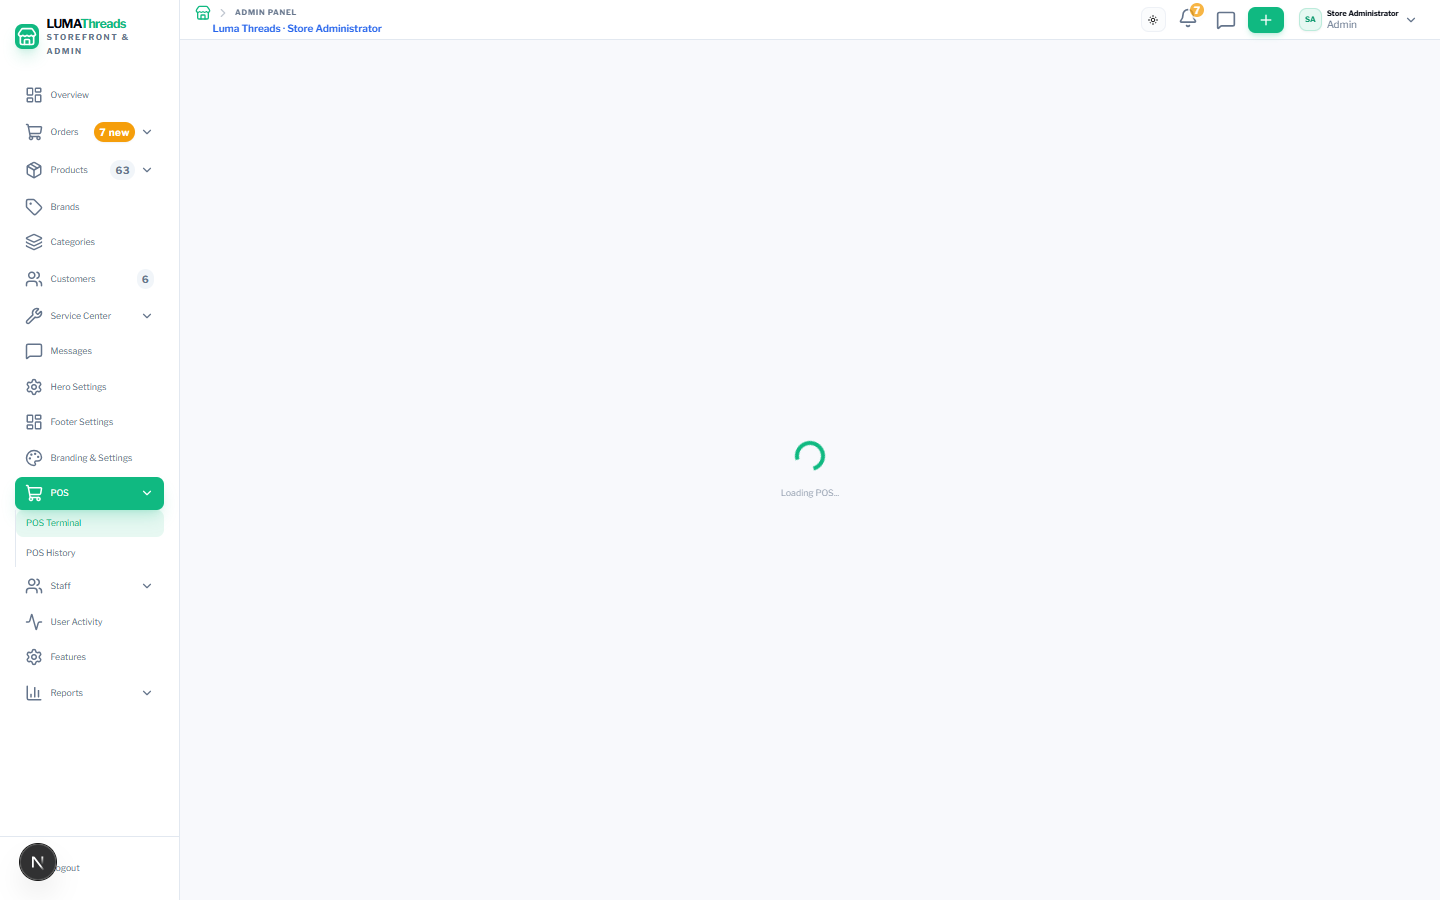 LUMAThreads
STOREFRONT &
ADMIN
Overview
Orders
7 new
Products
63
Brands
Categories
Customers
6
Service Center
Messages
Hero Settings
Footer Settings
Branding & Settings
POS
POS Terminal
POS History
Staff
User Activity
Features
Reports
N
ogout
ADMIN PANEL
Luma Threads · Store Administrator
7
SA
Store Administrator
Admin
Loading POS...